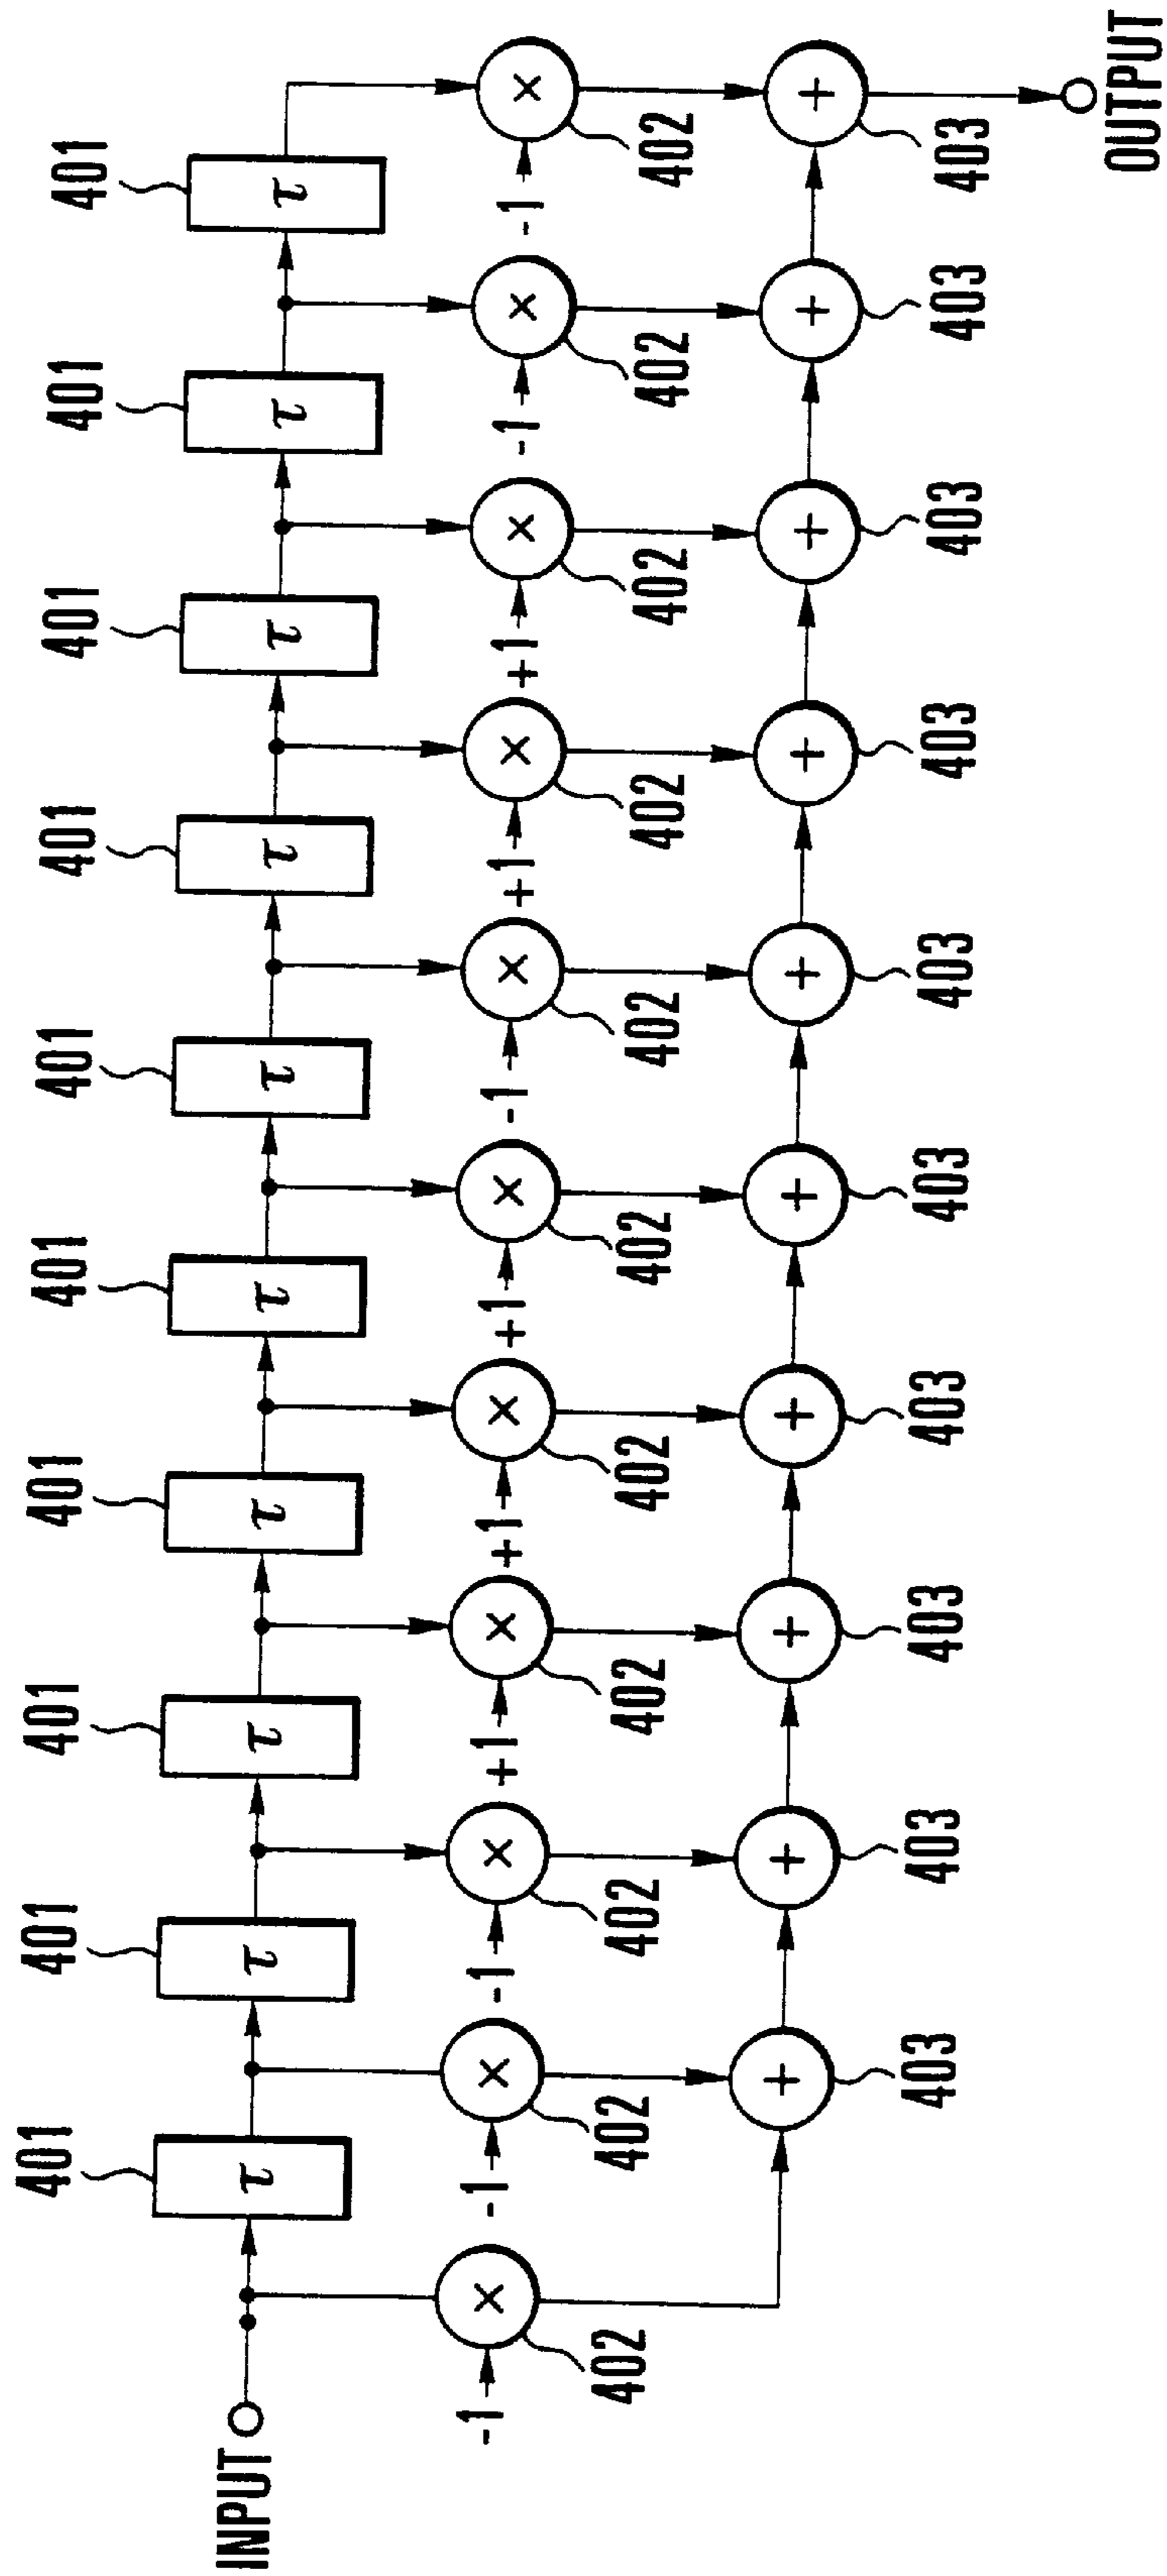 401 401 401 401 401 401 401 401 401 401
INPUT τ τ τ τ τ τ τ τ τ τ
-1 × -1 × -1 × +1 × +1 × +1 × -1 × +1 × +1 × -1 × -1 ×
402 402 402 402 402 402 402 402 402 402 402
+ + + + + + + + + +
403 403 403 403 403 403 403 403 403 403
OUTPUT